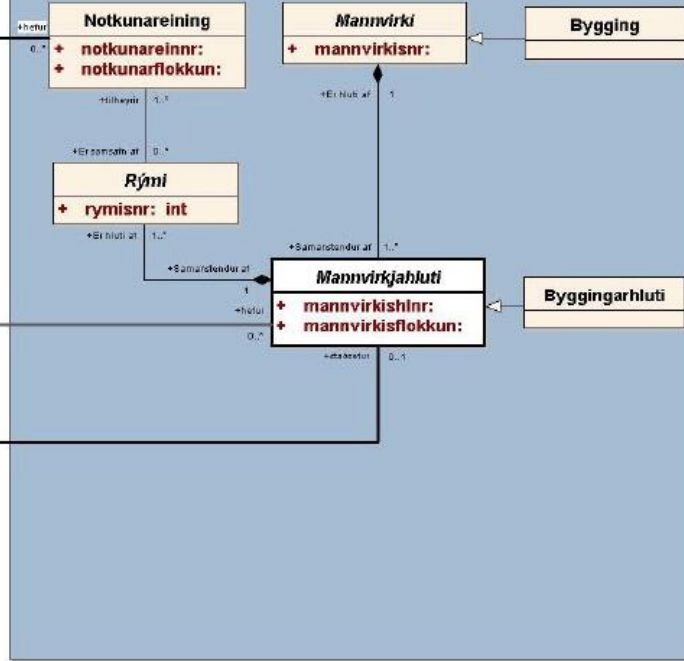 Notkunareining
+ notkunareinnr:
+ notkunarflokkun:
+hefur
0..*
Mannvirki
+ mannvirkisnr:
Bygging
+tilheyrir 1..*
+Er hluti af 1
+Er samsafn af 0..*
Rými
+ rymisnr: int
+Er hluti af 1..*
+Samanstendur af 1..*
+Samanstendur af
1
Mannvirkjahluti
+ mannvirkishlnr:
+ mannvirkisflokkun:
Byggingarhluti
+hefur
0..*
0..1